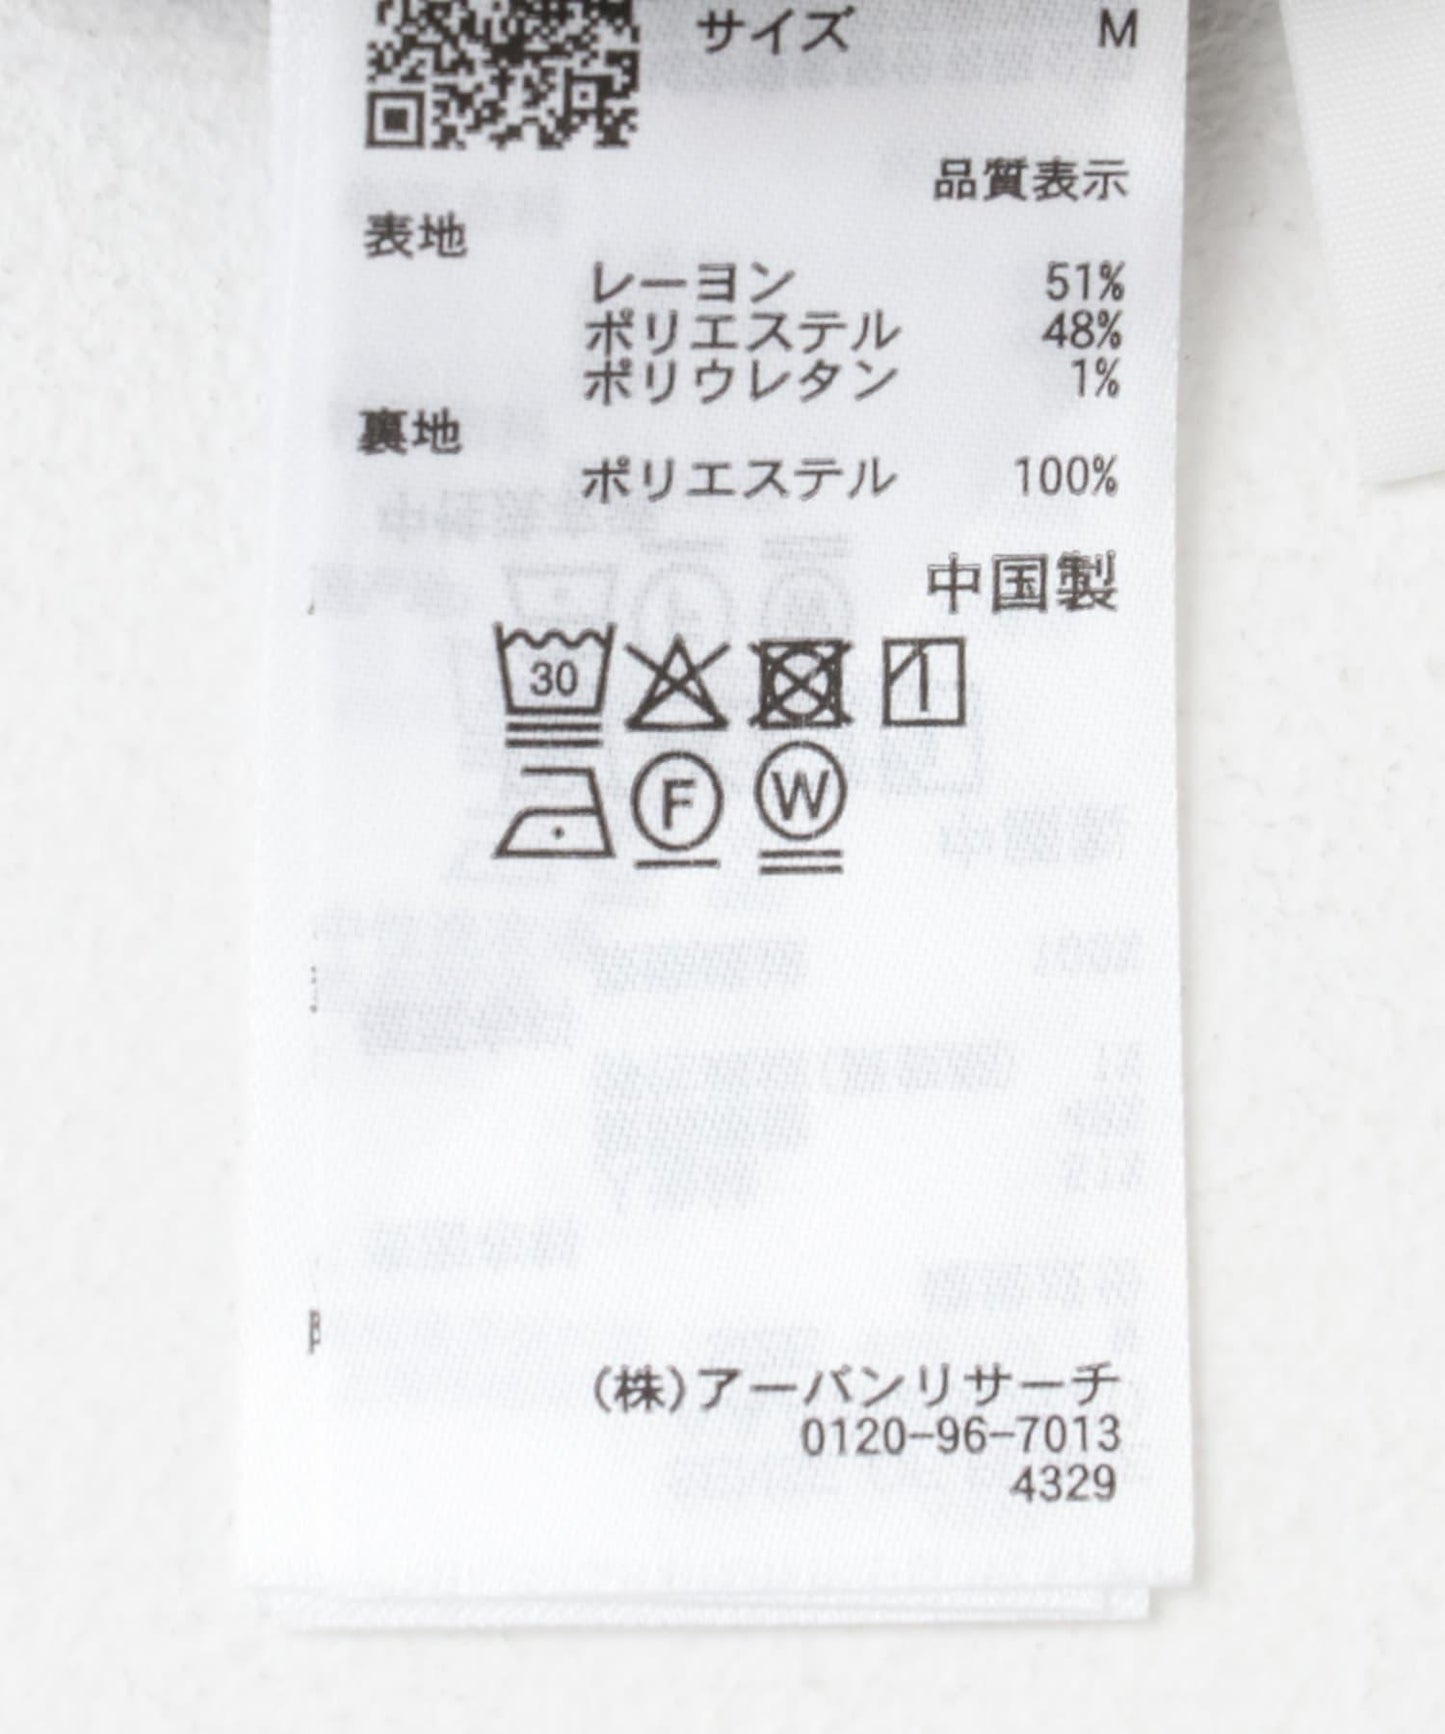 サイズ M
品質表示
表地
レーヨン 51%
ポリエステル 48%
ポリウレタン 1%
裏地
ポリエステル 100%
中国製
30
F W
(株)アーバンリサーチ
0120-96-7013
4329